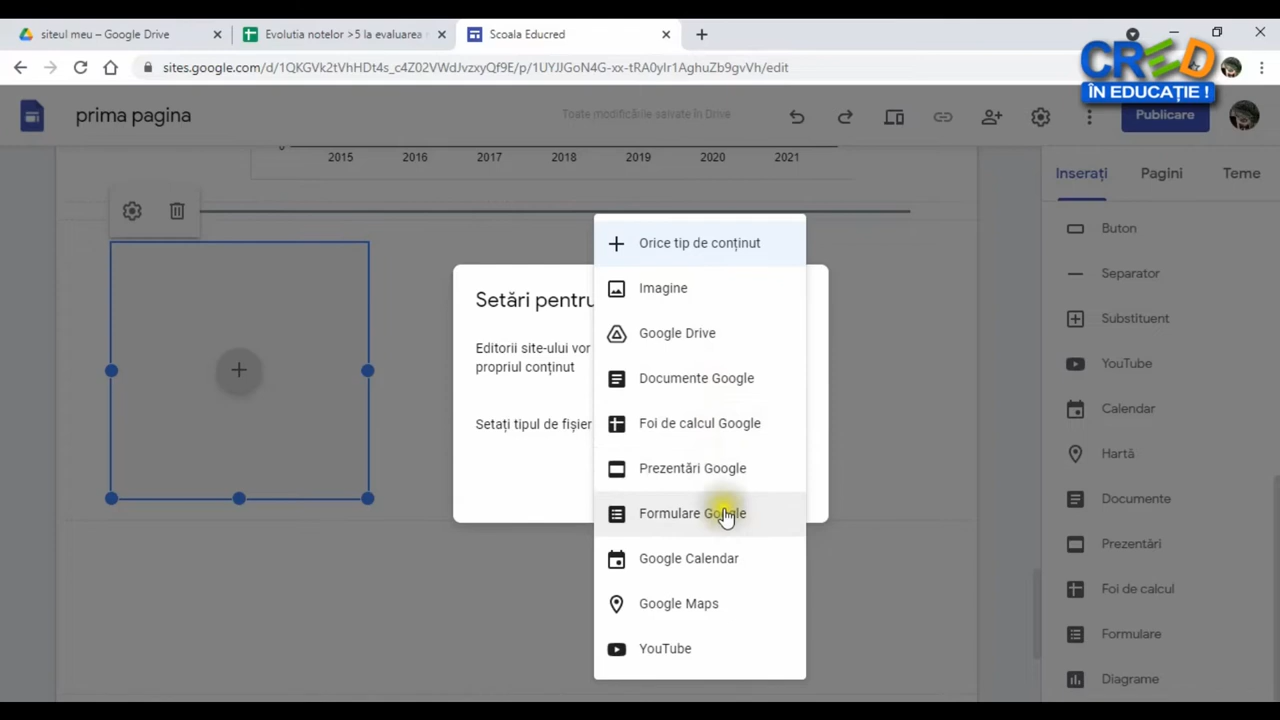 siteul meu – Google Drive
Evolutia notelor >5 la evaluarea
Scoala Educred
sites.google.com/d/1QKGVk2tVhHDt4s_c4Z02VWdJvzxyQf9E/p/1UYJJGoN4G-xx-tRA0yIr1AghuZb9gvVh/edit
CRED
ÎN EDUCAȚIE !
prima pagina
Toate modificările salvate în Drive
Publicare
2015 2016 2017 2018 2019 2020 2021
Inserați
Pagini
Teme
Setări pentru
Editorii site-ului vor
propriul conținut
Setați tipul de fișier
Orice tip de conținut
Imagine
Google Drive
Documente Google
Foi de calcul Google
Prezentări Google
Formulare Google
Google Calendar
Google Maps
YouTube
Buton
Separator
Substituent
YouTube
Calendar
Hartă
Documente
Prezentări
Foi de calcul
Formulare
Diagrame